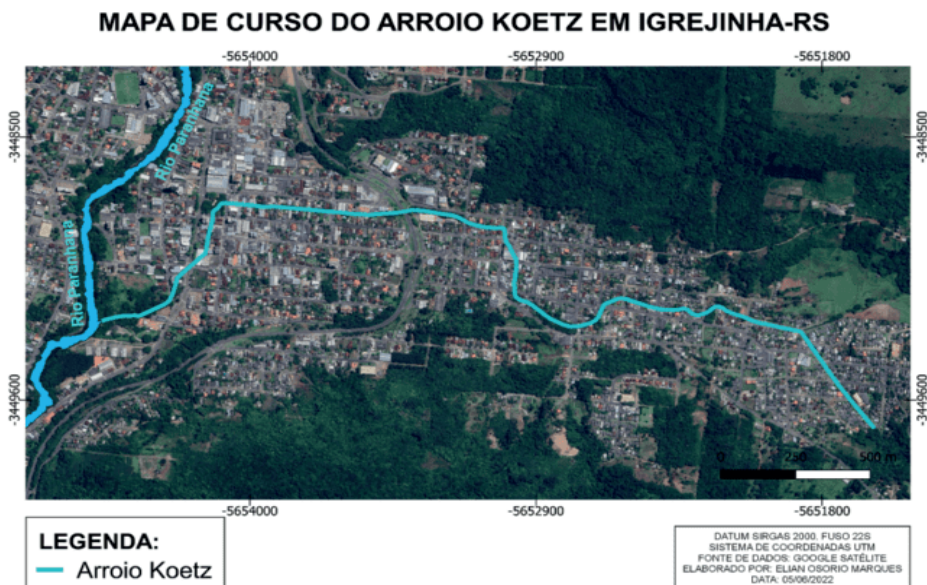 MAPA DE CURSO DO ARROIO KOETZ EM IGREJINHA-RS
-5654000 -5652900 -5651800
-3448500 -3448500
Rio Paranhana
Rio Paranhana
-3449600 -3449600
0 250 500 m
-5654000 -5652900 -5651800
LEGENDA:
Arroio Koetz
DATUM SIRGAS 2000. FUSO 22S
SISTEMA DE COORDENADAS UTM
FONTE DE DADOS: GOOGLE SATÉLITE
ELABORADO POR: ELIAN OSORIO MARQUES
DATA: 05/06/2022